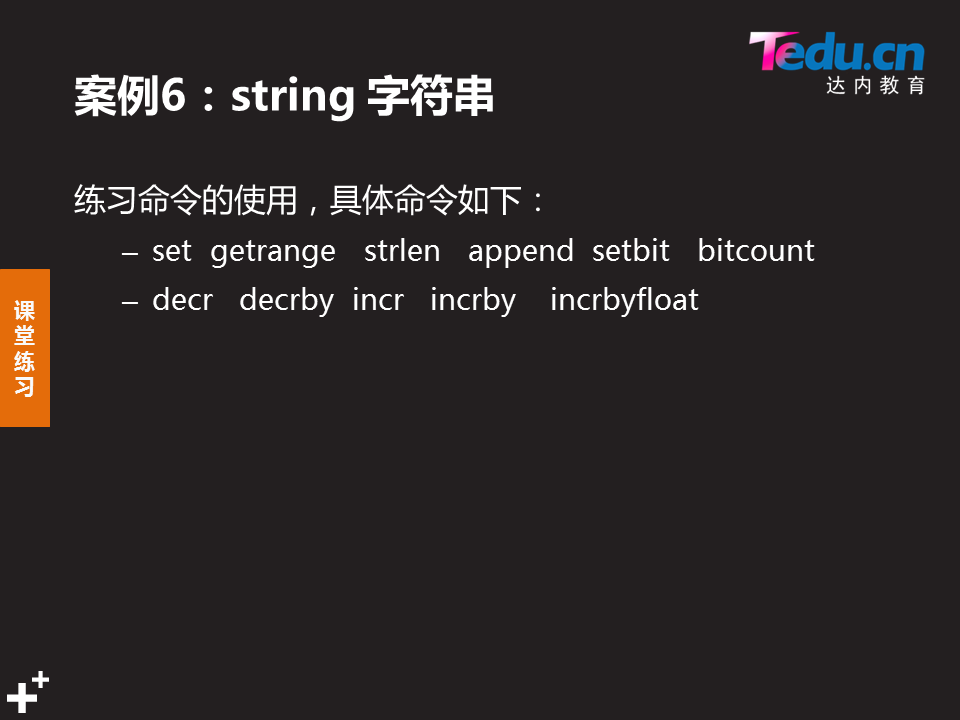 Tedu.cn
达内教育
案例6：string 字符串
练习命令的使用，具体命令如下：
– set getrange strlen append setbit bitcount
– decr decrby incr incrby incrbyfloat
课
堂
练
习